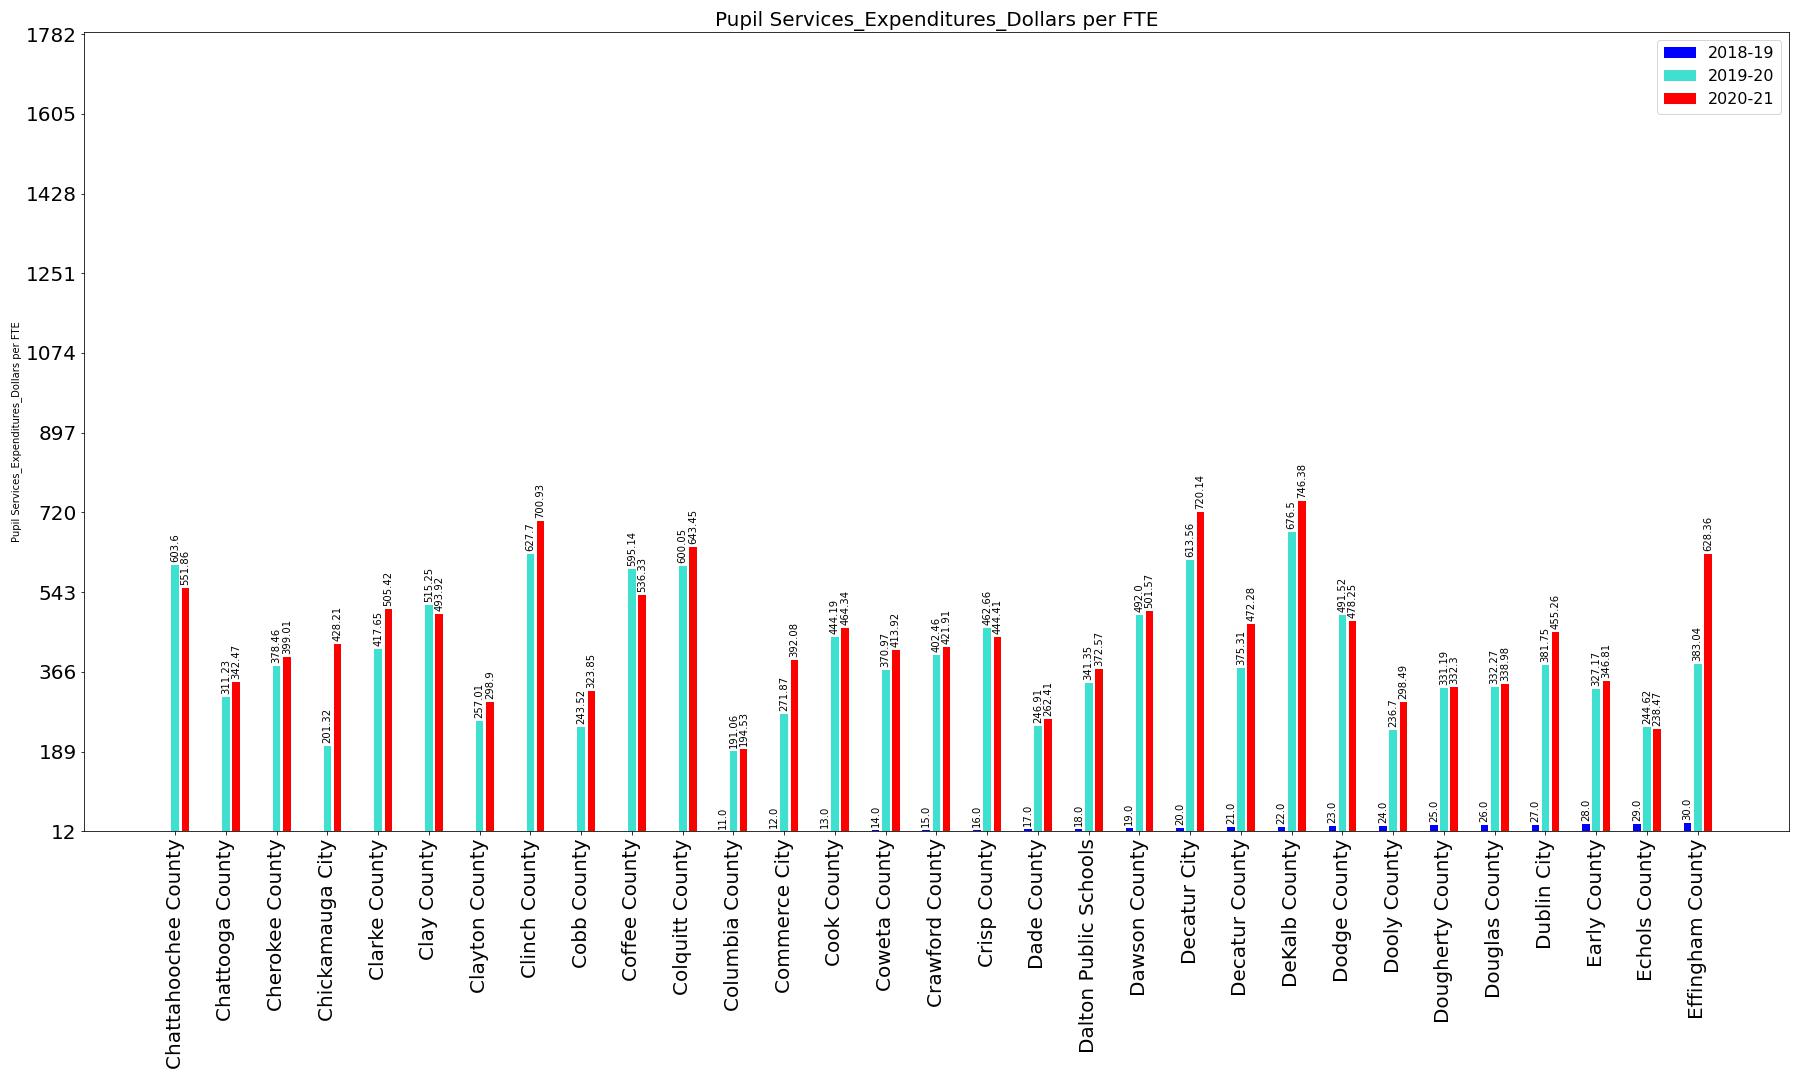 Pupil Services_Expenditures_Dollars per FTE
2018-19
2019-20
2020-21
Pupil Services_Expenditures_Dollars per FTE
1782
1605
1428
1251
1074
897
720
543
366
189
12
603.6
551.86
311.23
342.47
378.46
399.01
201.32
428.21
417.65
505.42
515.25
493.92
257.01
298.9
627.7
700.93
243.52
323.85
595.14
536.33
600.05
643.45
11.0
191.06
194.53
12.0
271.87
392.08
13.0
444.19
464.34
14.0
370.97
413.92
15.0
402.46
421.91
16.0
462.66
444.41
17.0
246.91
262.41
18.0
341.35
372.57
19.0
492.0
501.57
20.0
613.56
720.14
21.0
375.31
472.28
22.0
676.5
746.38
23.0
491.52
478.25
24.0
236.7
298.49
25.0
331.19
332.3
26.0
332.27
338.98
27.0
381.75
455.26
28.0
327.17
346.81
29.0
244.62
238.47
30.0
383.04
628.36
Chattahoochee County
Chattooga County
Cherokee County
Chickamauga City
Clarke County
Clay County
Clayton County
Clinch County
Cobb County
Coffee County
Colquitt County
Columbia County
Commerce City
Cook County
Coweta County
Crawford County
Crisp County
Dade County
Dalton Public Schools
Dawson County
Decatur City
Decatur County
DeKalb County
Dodge County
Dooly County
Dougherty County
Douglas County
Dublin City
Early County
Echols County
Effingham County